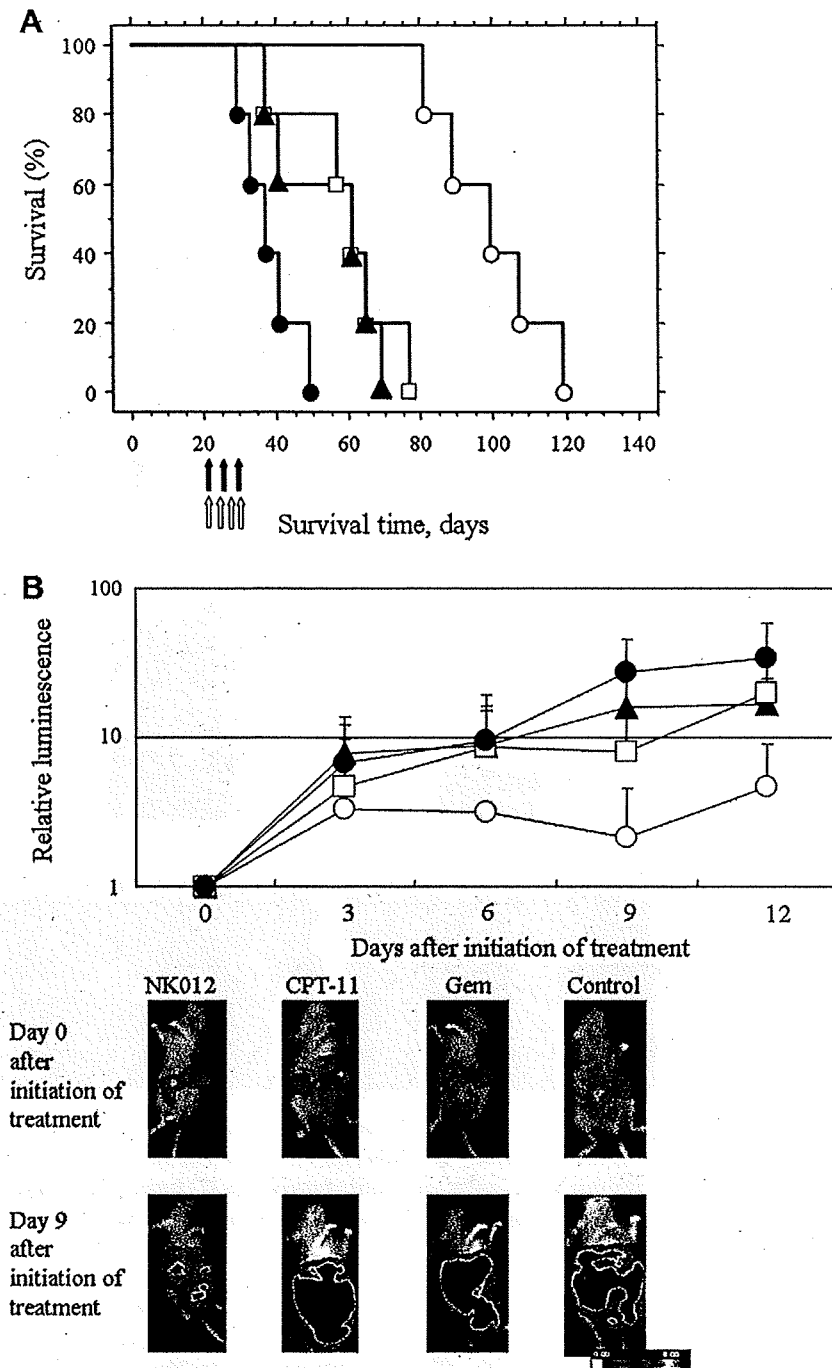 A
100
80
60
40
20
0
Survival (%)
0 20 40 60 80 100 120 140
Survival time, days
B
100
10
1
Relative luminescence
0 3 6 9 12
Days after initiation of treatment
NK012 CPT-11 Gem Control
Day 0
after
initiation of
treatment
Day 9
after
initiation of
treatment